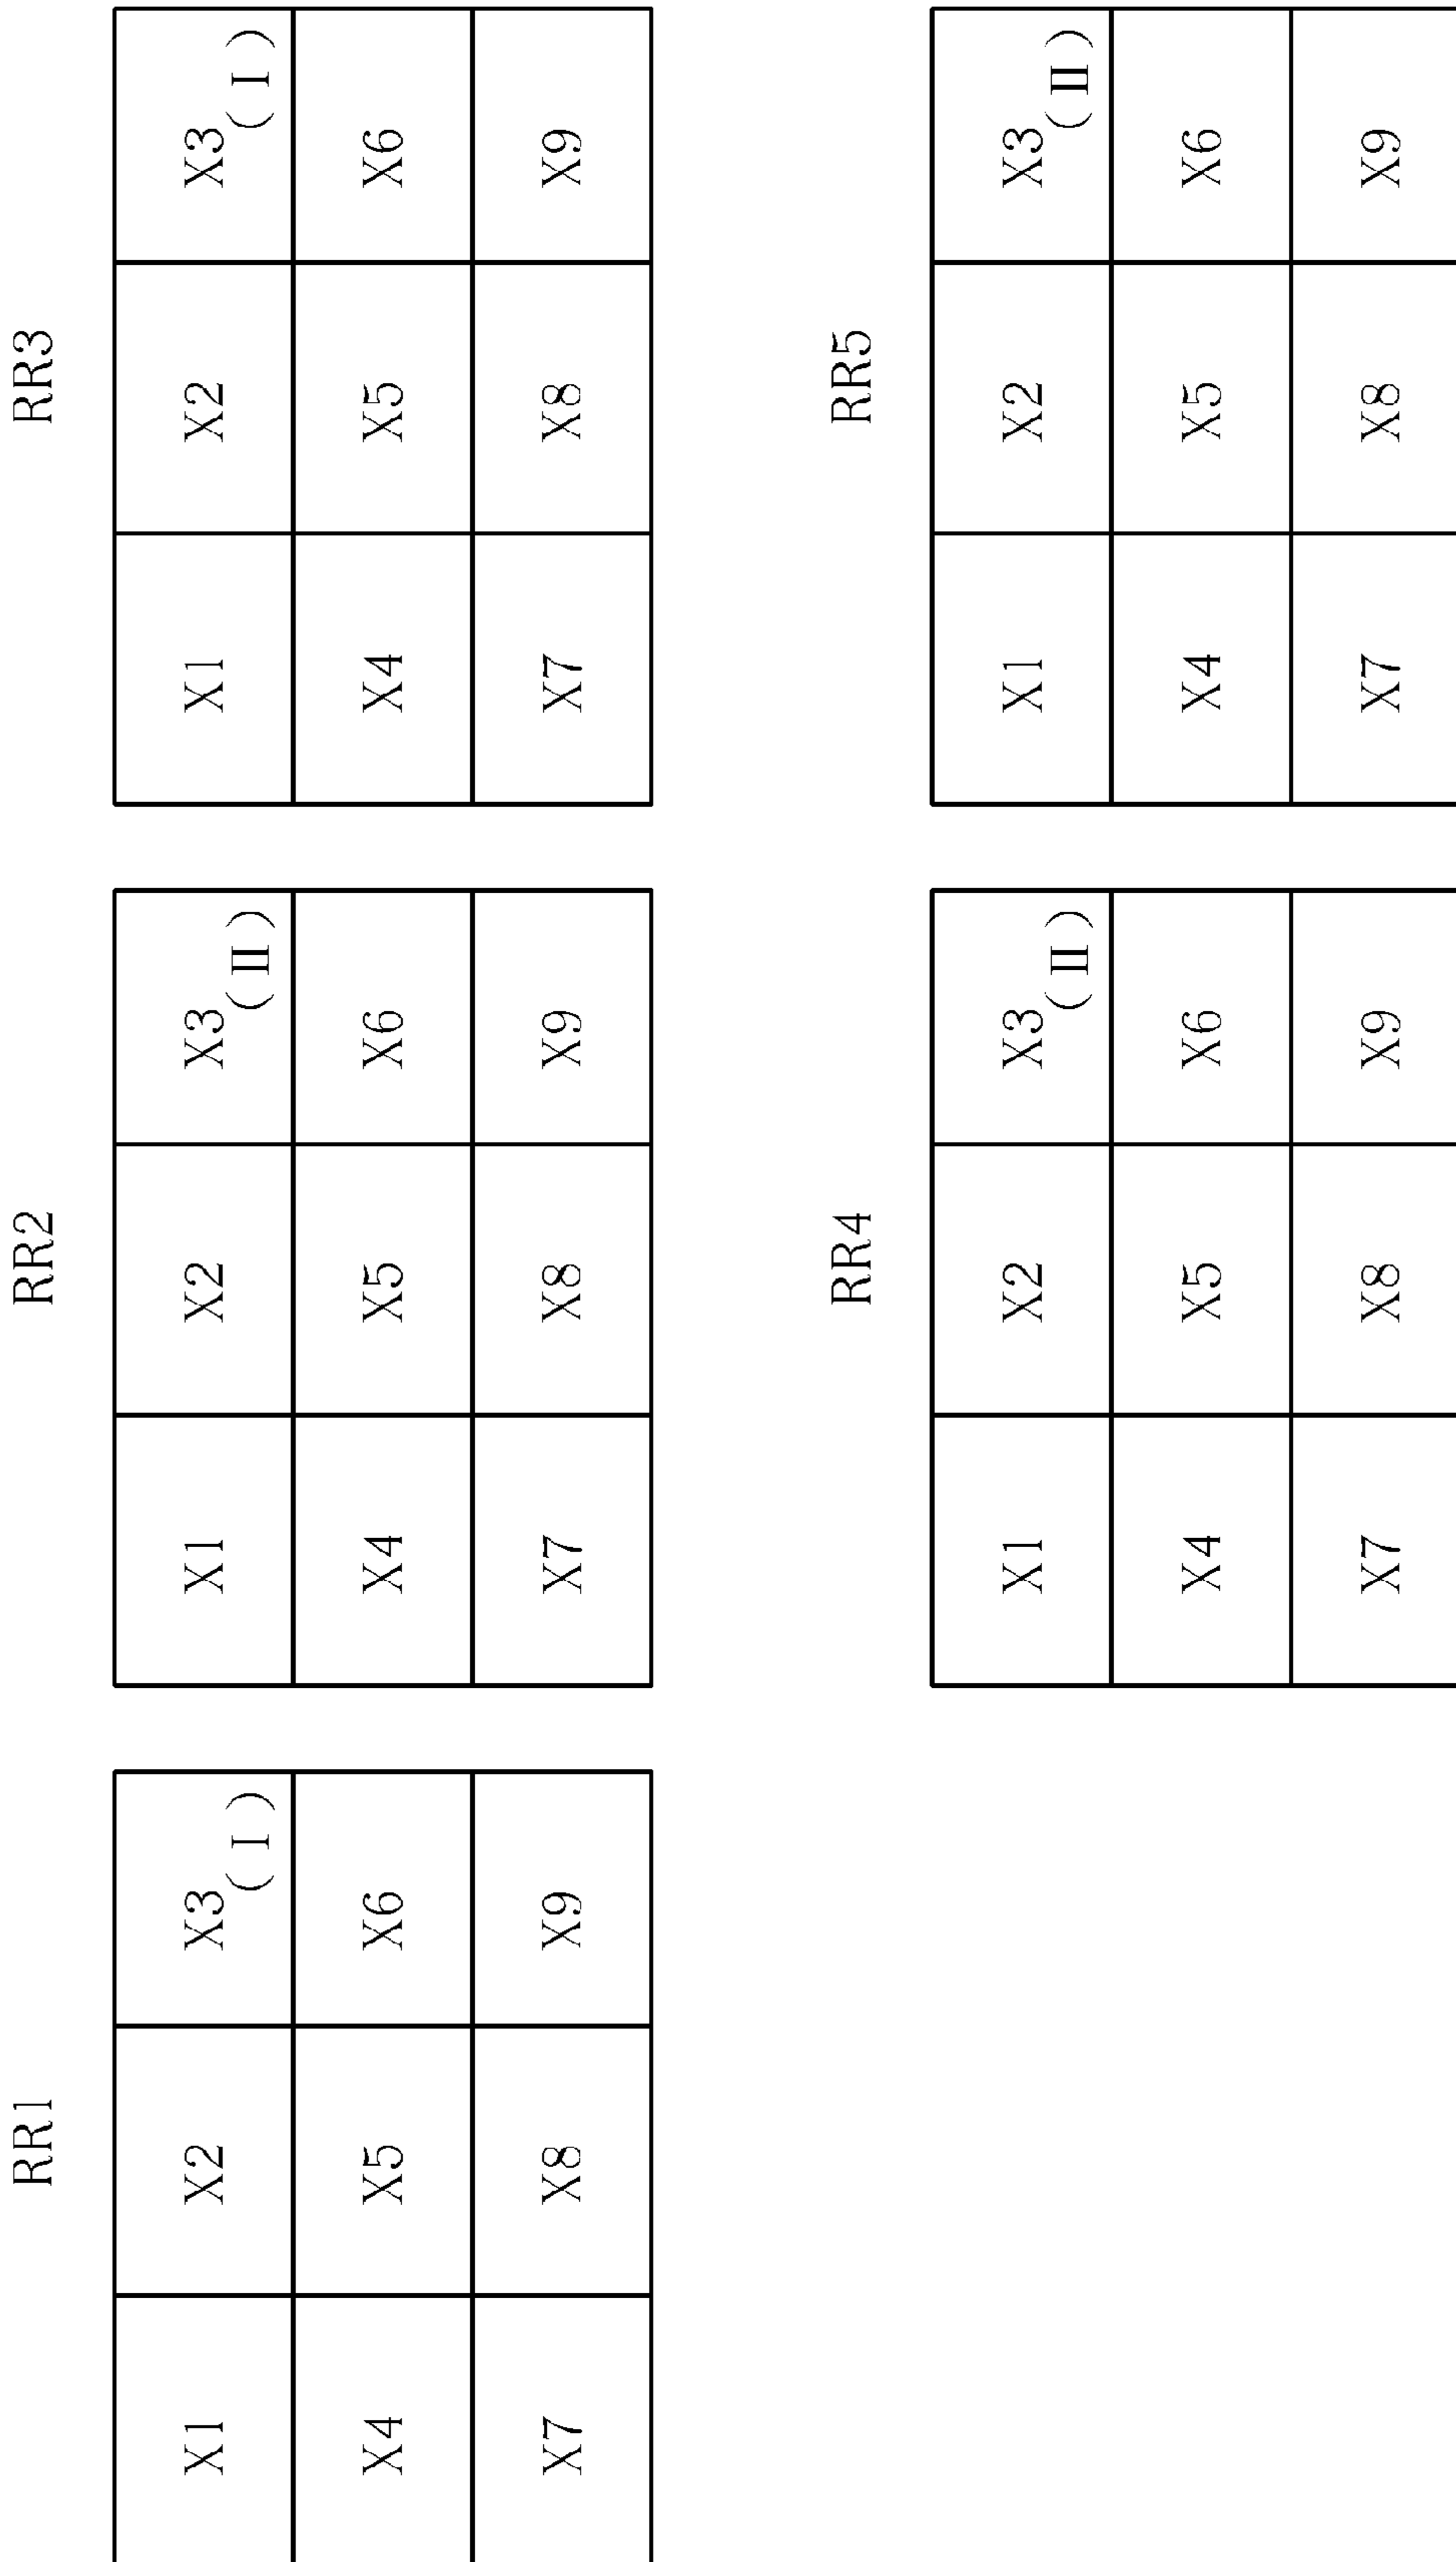 RR1
X1 X2 X3
(I)
X4 X5 X6
X7 X8 X9
RR2
X1 X2 X3
(II)
X4 X5 X6
X7 X8 X9
RR3
X1 X2 X3
(I)
X4 X5 X6
X7 X8 X9
RR4
X1 X2 X3
(II)
X4 X5 X6
X7 X8 X9
RR5
X1 X2 X3
(II)
X4 X5 X6
X7 X8 X9